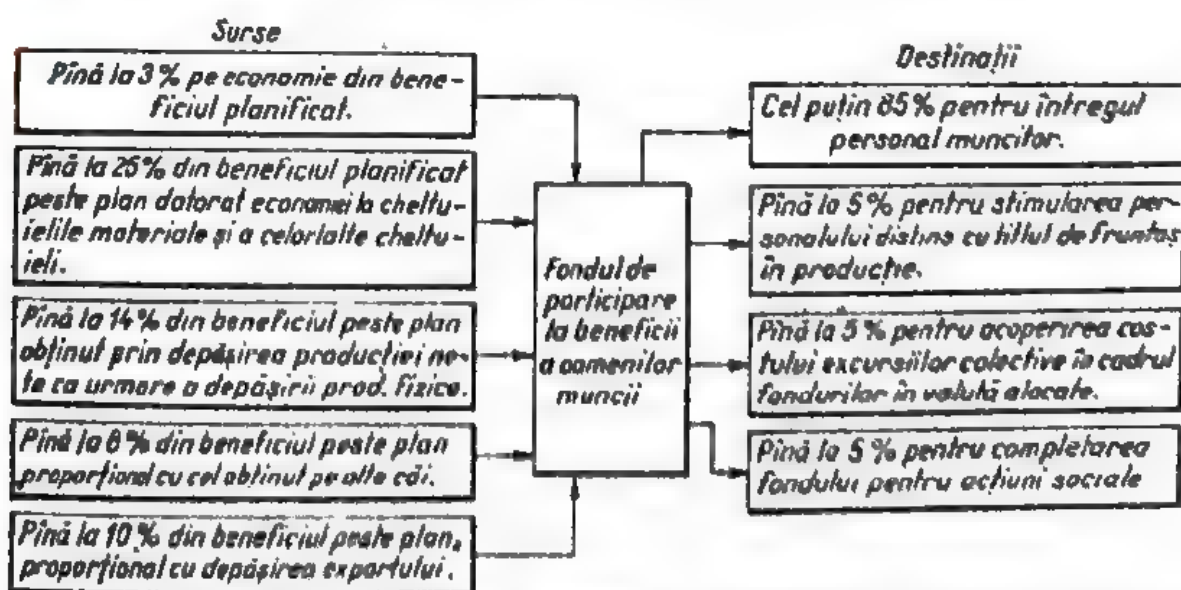 Surse
Pînă la 3% pe economie din bene-
ficiul planificat.
Pînă la 25% din beneficiul planificat
peste plan datorat economiei la cheltu-
ielile materiale și a celorlalte cheltu-
ieli.
Pînă la 14% din beneficiul peste plan
obținut prin depășirea producției ne-
te ca urmare a depășirii prod. fizice.
Pînă la 8% din beneficiul peste plan
proporțional cu cel obținut pe alte căi.
Pînă la 10% din beneficiul peste plan,
proporțional cu depășirea exportului.
Fondul de
participare
la beneficii
a oamenilor
muncii
Destinații
Cel puțin 85% pentru întregul
personal muncitor.
Pînă la 5% pentru stimularea per-
sonalului distins cu titlul de fruntaș
în producție.
Pînă la 5% pentru acoperirea cos-
tului excursiilor colective în cadrul
fondurilor în valută alocate.
Pînă la 5% pentru completarea
fondului pentru acțiuni sociale